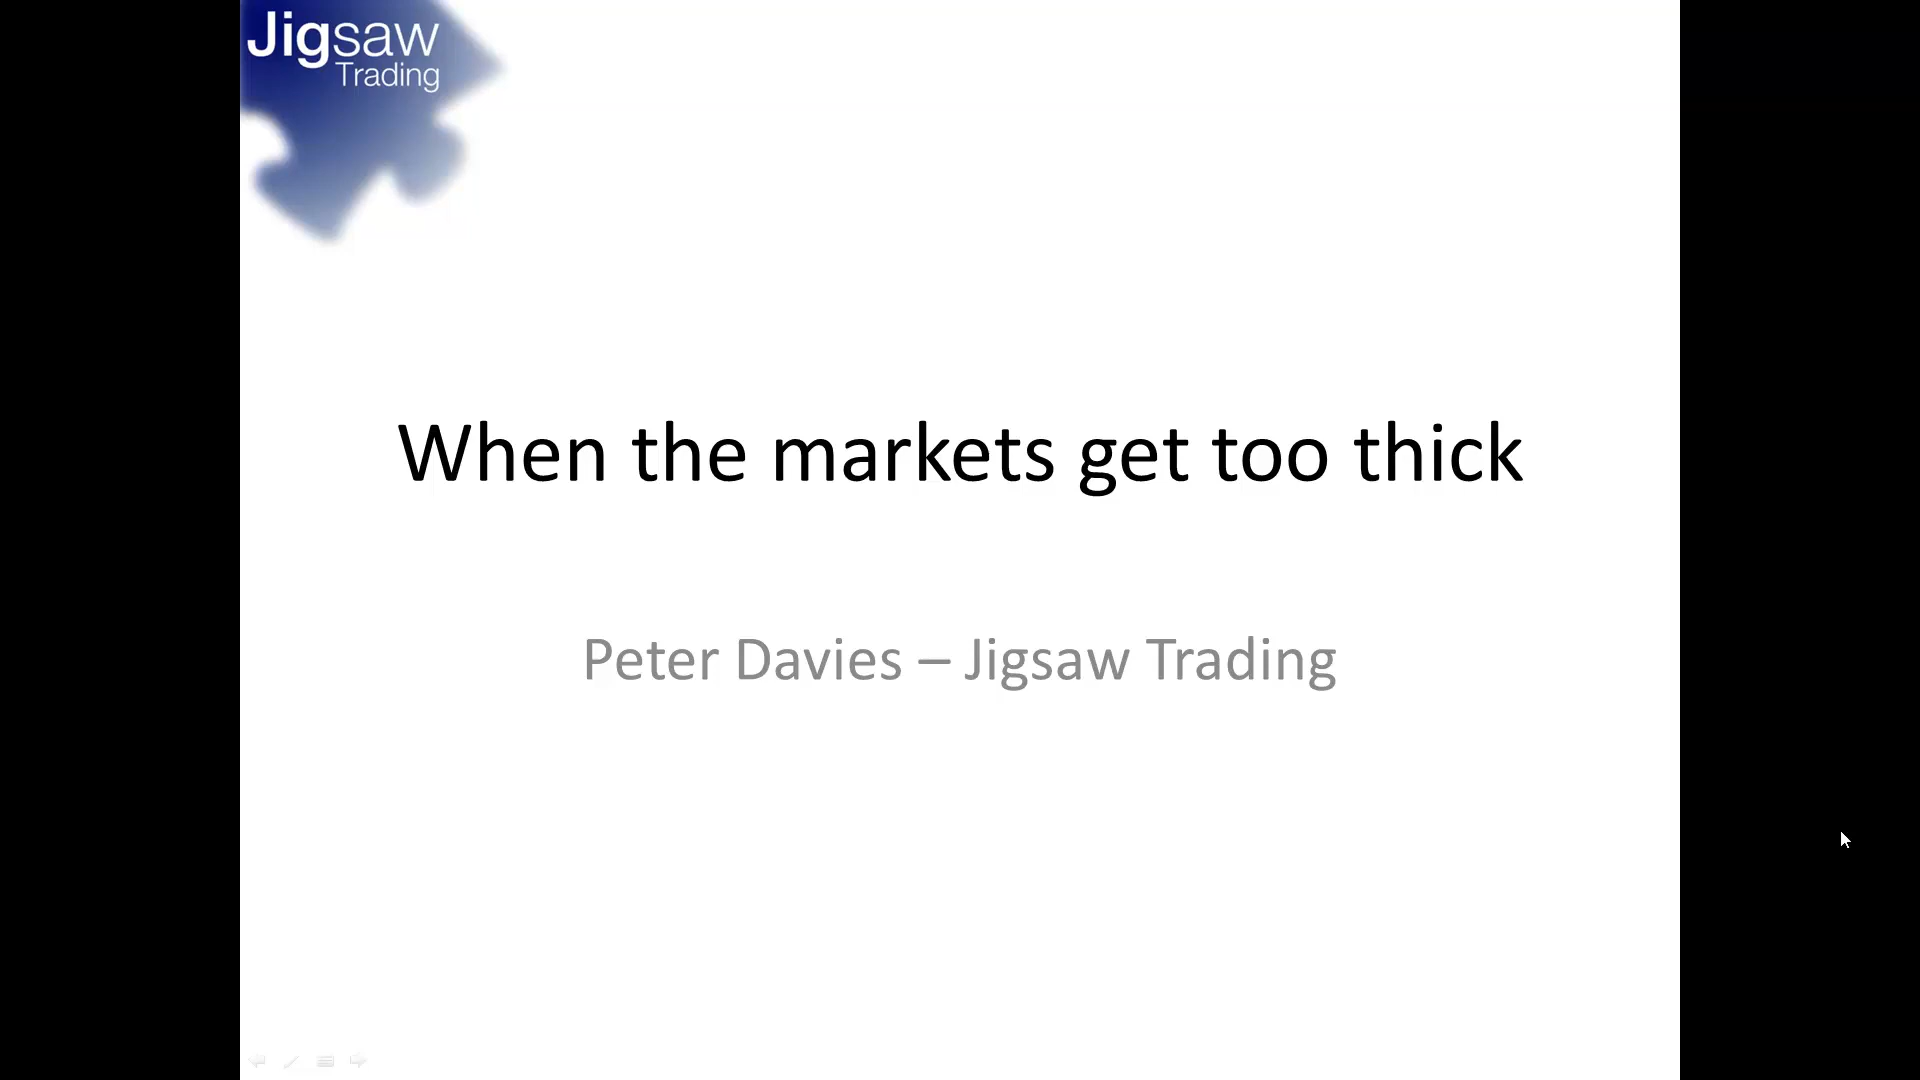 Jigsaw
Trading
When the markets get too thick
Peter Davies – Jigsaw Trading